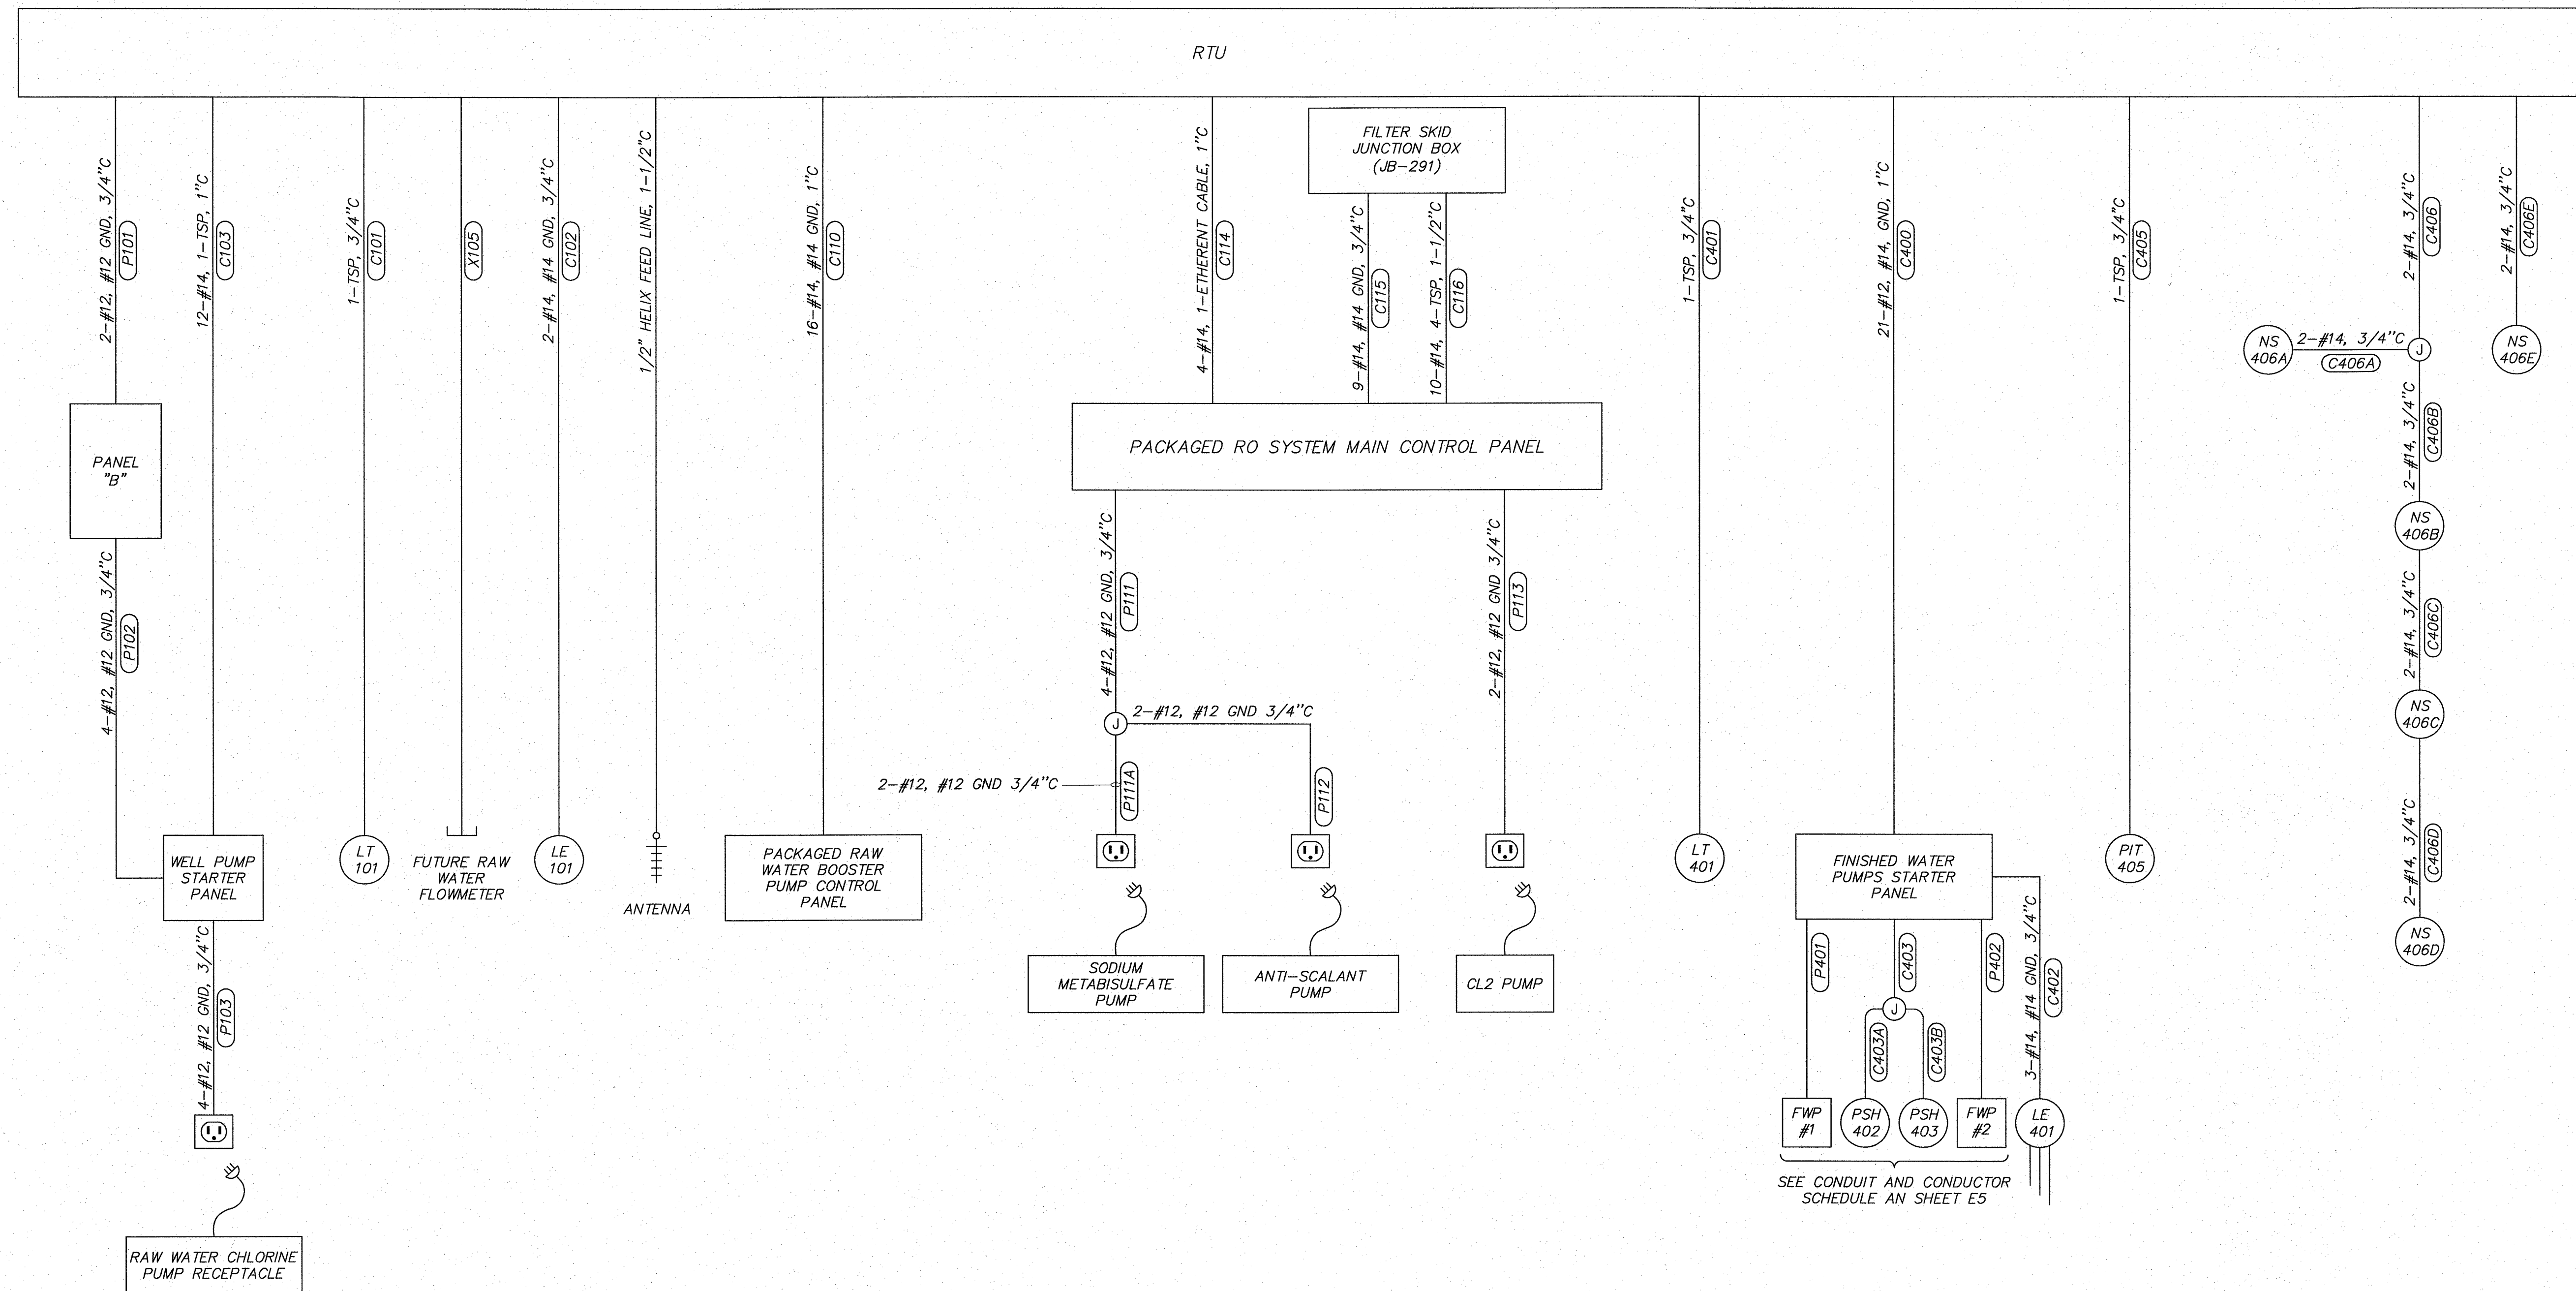 RTU
2-#12, #12 GND, 3/4"C
P101
12-#14, 1-TSP, 1"C
C103
1-TSP, 3/4"C
C101
X105
2-#14, #14 GND, 3/4"C
C102
1/2" HELIX FEED LINE, 1-1/2"C
16-#14, #14 GND, 1"C
C110
4-#14, 1-ETHERENT CABLE, 1"C
C114
FILTER SKID
JUNCTION BOX
(JB-291)
9-#14, #14 GND, 3/4"C
C115
10-#14, 4-TSP, 1-1/2"C
C116
1-TSP, 3/4"C
C401
21-#12, #14, GND, 1"C
C400
1-TSP, 3/4"C
C405
2-#14, 3/4"C
C406
2-#14, 3/4"C
C406E
NS
406A
2-#14, 3/4"C
C406A
J
NS
406E
PANEL
"B"
PACKAGED RO SYSTEM MAIN CONTROL PANEL
2-#14, 3/4"C
C406B
NS
406B
4-#12, #12 GND, 3/4"C
P102
4-#12, #12 GND, 3/4"C
P111
2-#12, #12 GND 3/4"C
P113
2-#14, 3/4"C
C406C
NS
406C
J
2-#12, #12 GND 3/4"C
2-#12, #12 GND 3/4"C
P111A
P112
2-#14, 3/4"C
C406D
NS
406D
WELL PUMP
STARTER
PANEL
LT
101
FUTURE RAW
WATER
FLOWMETER
LE
101
ANTENNA
PACKAGED RAW
WATER BOOSTER
PUMP CONTROL
PANEL
LT
401
FINISHED WATER
PUMPS STARTER
PANEL
PIT
405
SODIUM
METABISULFATE
PUMP
ANTI-SCALANT
PUMP
CL2 PUMP
4-#12, #12 GND, 3/4"C
P103
P401
C403
P402
3-#14, #14 GND, 3/4"C
C402
J
C403A
C403B
FWP
#1
PSH
402
PSH
403
FWP
#2
LE
401
SEE CONDUIT AND CONDUCTOR
SCHEDULE AN SHEET E5
RAW WATER CHLORINE
PUMP RECEPTACLE